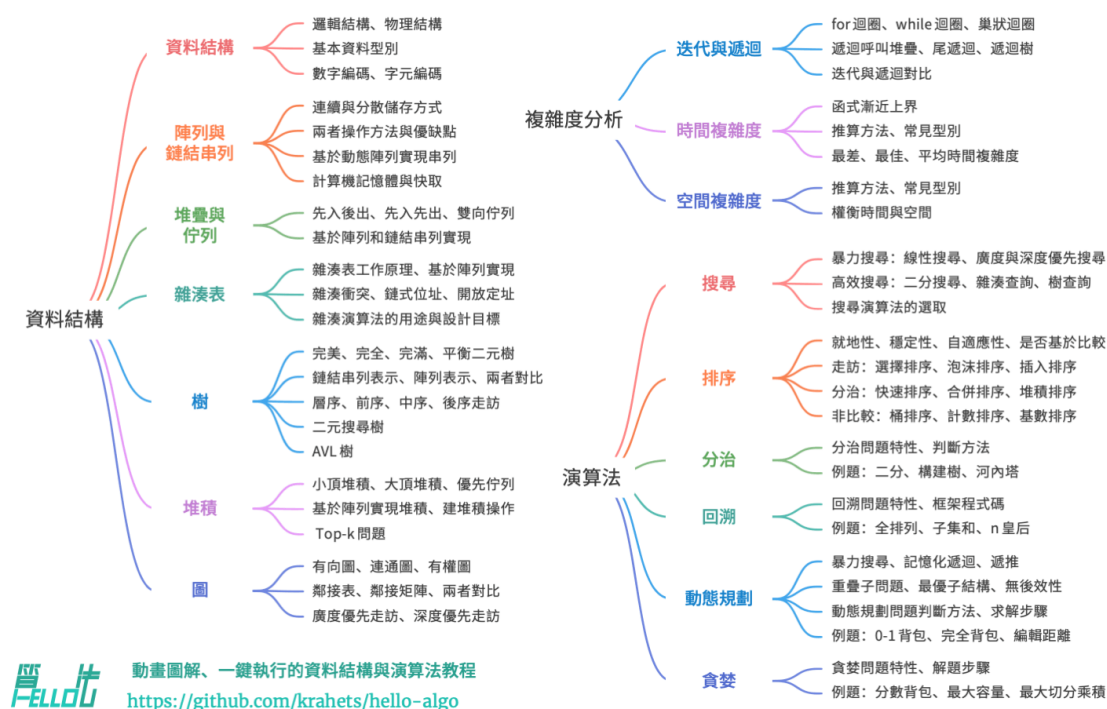 資料結構
資料結構
邏輯結構、物理結構
基本資料型別
數字編碼、字元編碼
陣列與
鏈結串列
連續與分散儲存方式
兩者操作方法與優缺點
基於動態陣列實現串列
計算機記憶體與快取
堆疊與
佇列
先入後出、先入先出、雙向佇列
基於陣列和鏈結串列實現
雜湊表
雜湊表工作原理、基於陣列實現
雜湊衝突、鏈式位址、開放定址
雜湊演算法的用途與設計目標
樹
完美、完全、完滿、平衡二元樹
鏈結串列表示、陣列表示、兩者對比
層序、前序、中序、後序走訪
二元搜尋樹
AVL 樹
堆積
小頂堆積、大頂堆積、優先佇列
基於陣列實現堆積、建堆積操作
Top-k 問題
圖
有向圖、連通圖、有權圖
鄰接表、鄰接矩陣、兩者對比
廣度優先走訪、深度優先走訪
複雜度分析
迭代與遞迴
for 迴圈、while 迴圈、巢狀迴圈
遞迴呼叫堆疊、尾遞迴、遞迴樹
迭代與遞迴對比
時間複雜度
函式漸近上界
推算方法、常見型別
最差、最佳、平均時間複雜度
空間複雜度
推算方法、常見型別
權衡時間與空間
演算法
搜尋
暴力搜尋：線性搜尋、廣度與深度優先搜尋
高效搜尋：二分搜尋、雜湊查詢、樹查詢
搜尋演算法的選取
排序
就地性、穩定性、自適應性、是否基於比較
走訪：選擇排序、泡沫排序、插入排序
分治：快速排序、合併排序、堆積排序
非比較：桶排序、計數排序、基數排序
分治
分治問題特性、判斷方法
例題：二分、構建樹、河內塔
回溯
回溯問題特性、框架程式碼
例題：全排列、子集和、n 皇后
動態規劃
暴力搜尋、記憶化遞迴、遞推
重疊子問題、最優子結構、無後效性
動態規劃問題判斷方法、求解步驟
例題：0-1 背包、完全背包、編輯距離
貪婪
貪婪問題特性、解題步驟
例題：分數背包、最大容量、最大切分乘積
動畫圖解、一鍵執行的資料結構與演算法教程
https://github.com/krahets/hello-algo